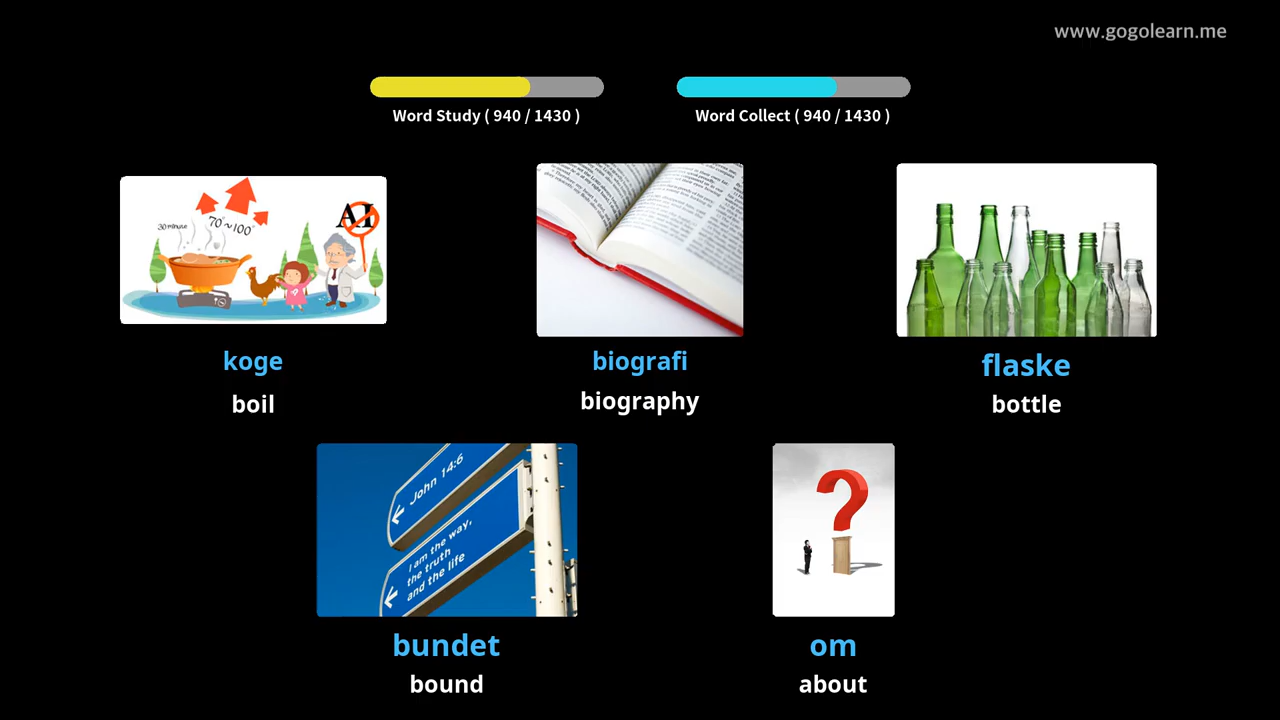 www.gogolearn.me
Word Study ( 940 / 1430 )
Word Collect ( 940 / 1430 )
30 minute
70°~100°
AI
koge
boil
biografi
biography
flaske
bottle
John 14:6
I am the way,
the truth
and the life
bundet
bound
om
about